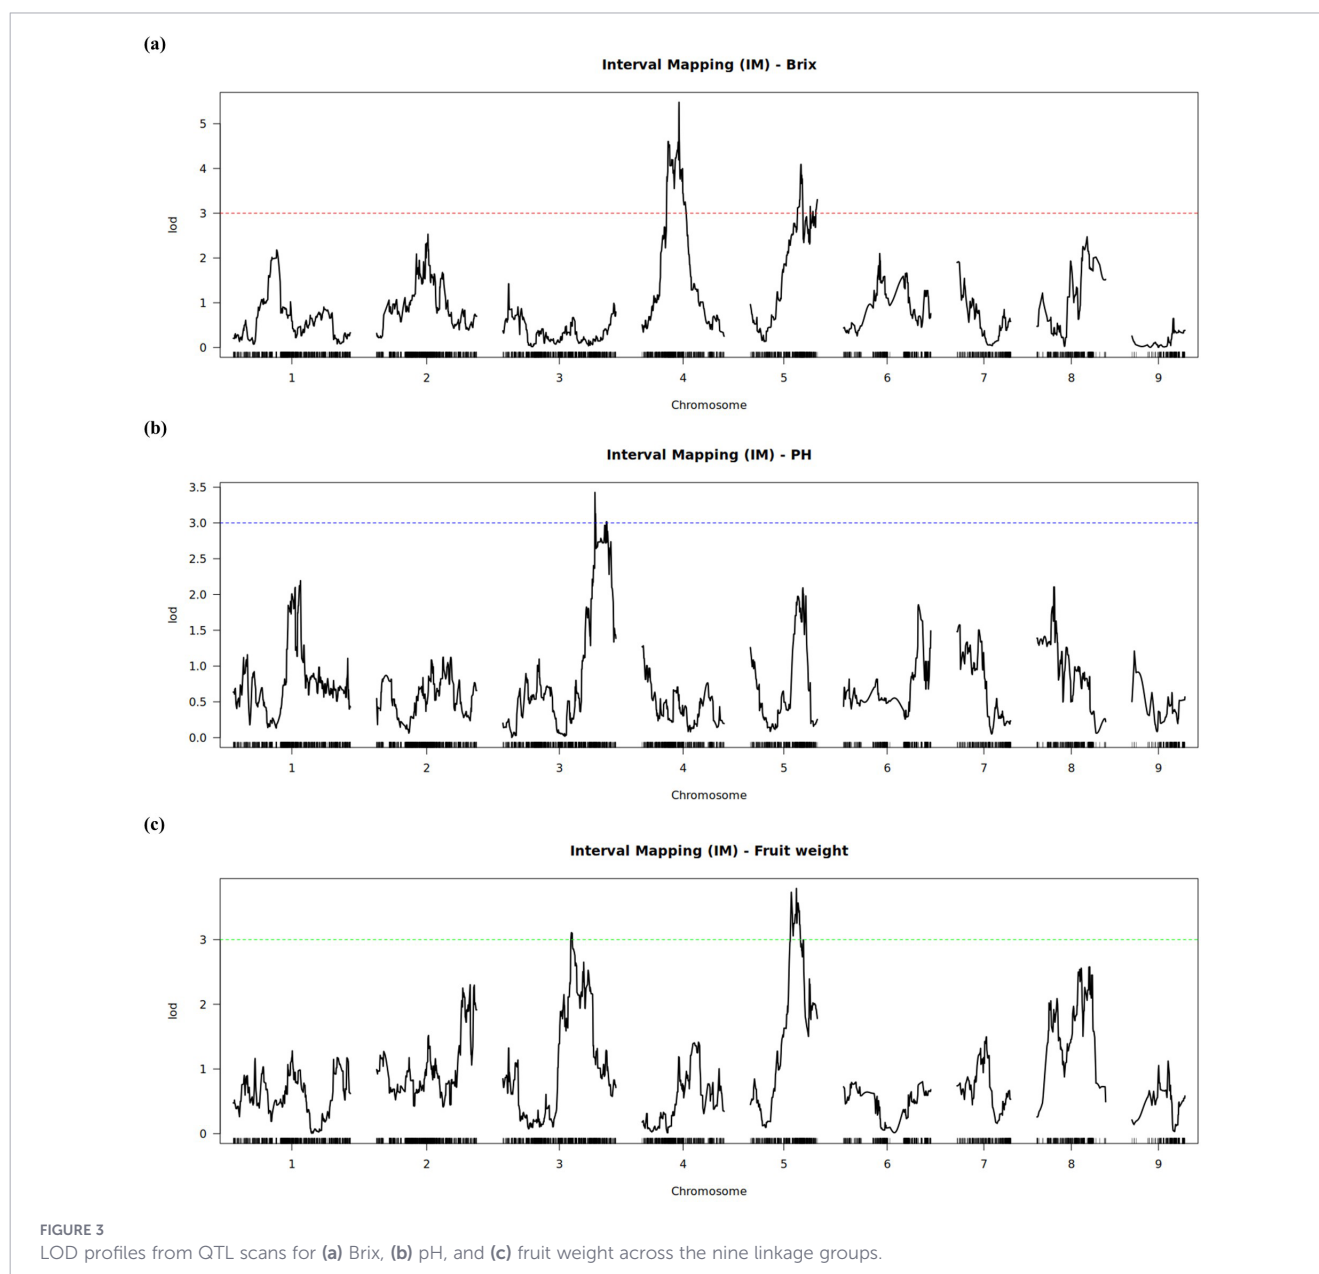 (a)
Interval Mapping (IM) - Brix
5
4
3
2
1
0
lod
1 2 3 4 5 6 7 8 9
Chromosome
(b)
Interval Mapping (IM) - PH
3.5
3.0
2.5
2.0
1.5
1.0
0.5
0.0
lod
1 2 3 4 5 6 7 8 9
Chromosome
(c)
Interval Mapping (IM) - Fruit weight
3
2
1
0
lod
1 2 3 4 5 6 7 8 9
Chromosome
FIGURE 3
LOD profiles from QTL scans for (a) Brix, (b) pH, and (c) fruit weight across the nine linkage groups.